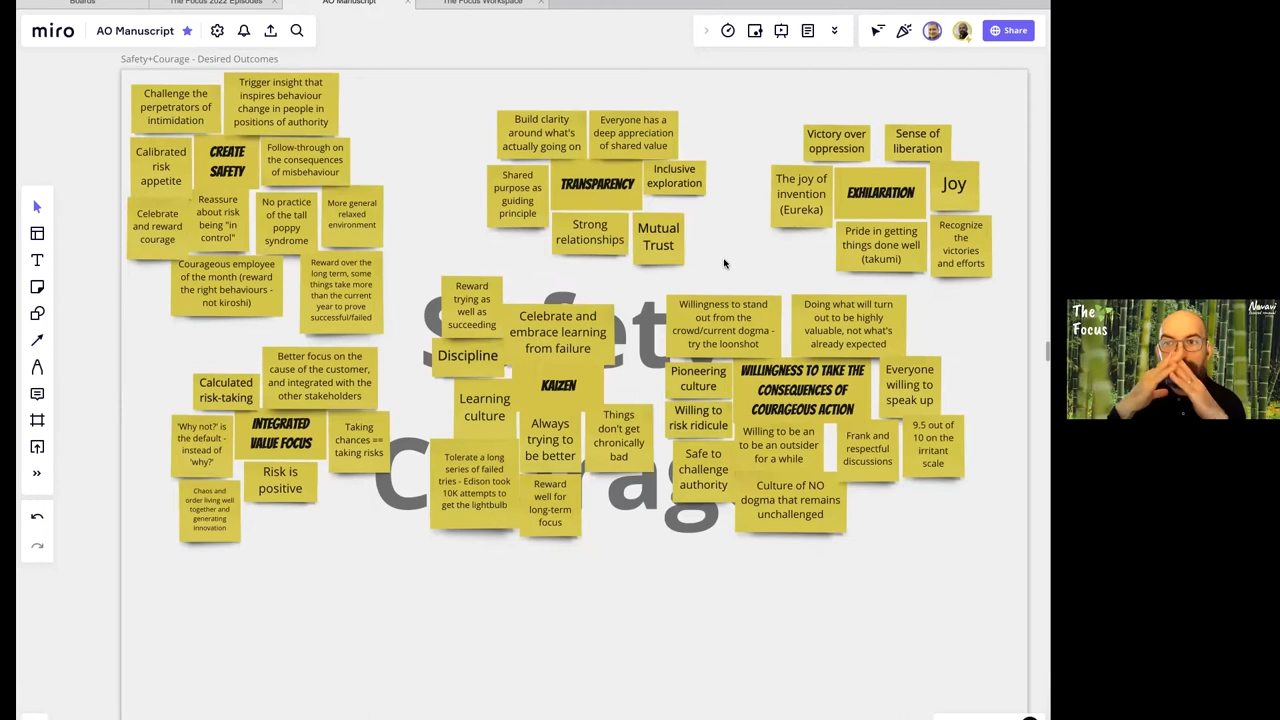 Boards
The Focus 2022 Episodes
AO Manuscript
The Focus Workspace
miro
AO Manuscript
Share
Safety+Courage - Desired Outcomes
Challenge the
perpetrators of
intimidation
Trigger insight that
inspires behaviour
change in people in
positions of authority
Calibrated
risk
appetite
CREATE
SAFETY
Follow-through on
the consequences
of misbehaviour
Celebrate
and reward
courage
Reassure
about risk
being "in
control"
No practice
of the tall
poppy
syndrome
More general
relaxed
environment
Courageous employee
of the month (reward
the right behaviours -
not kiroshi)
Reward over the
long term, some
things take more
than the current
year to prove
successful/failed
Build clarity
around what's
actually going on
Everyone has a
deep appreciation
of shared value
Shared
purpose as
guiding
principle
TRANSPARENCY
Inclusive
exploration
Strong
relationships
Mutual
Trust
Victory over
oppression
Sense of
liberation
The joy of
invention
(Eureka)
EXHILARATION
Joy
Pride in getting
things done well
(takumi)
Recognize
the
victories
and efforts
Better focus on the
cause of the customer,
and integrated with the
other stakeholders
Calculated
risk-taking
'Why not?' is
the default -
instead of
'why?'
INTEGRATED
VALUE FOCUS
Taking
chances ==
taking risks
Risk is
positive
Chaos and
order living well
together and
generating
innovation
Reward
trying as
well as
succeeding
Celebrate and
embrace learning
from failure
Discipline
KAIZEN
Learning
culture
Always
trying to
be better
Things
don't get
chronically
bad
Tolerate a long
series of failed
tries - Edison took
10K attempts to
get the lightbulb
Reward
well for
long-term
focus
Willingness to stand
out from the
crowd/current dogma -
try the loonshot
Doing what will turn
out to be highly
valuable, not what's
already expected
Pioneering
culture
WILLINGNESS TO TAKE THE
CONSEQUENCES OF
COURAGEOUS ACTION
Everyone
willing to
speak up
Willing to
risk ridicule
Willing to be an
to be an outsider
for a while
Frank and
respectful
discussions
9.5 out of
10 on the
irritant
scale
Safe to
challenge
authority
Culture of NO
dogma that remains
unchallenged
The
Focus